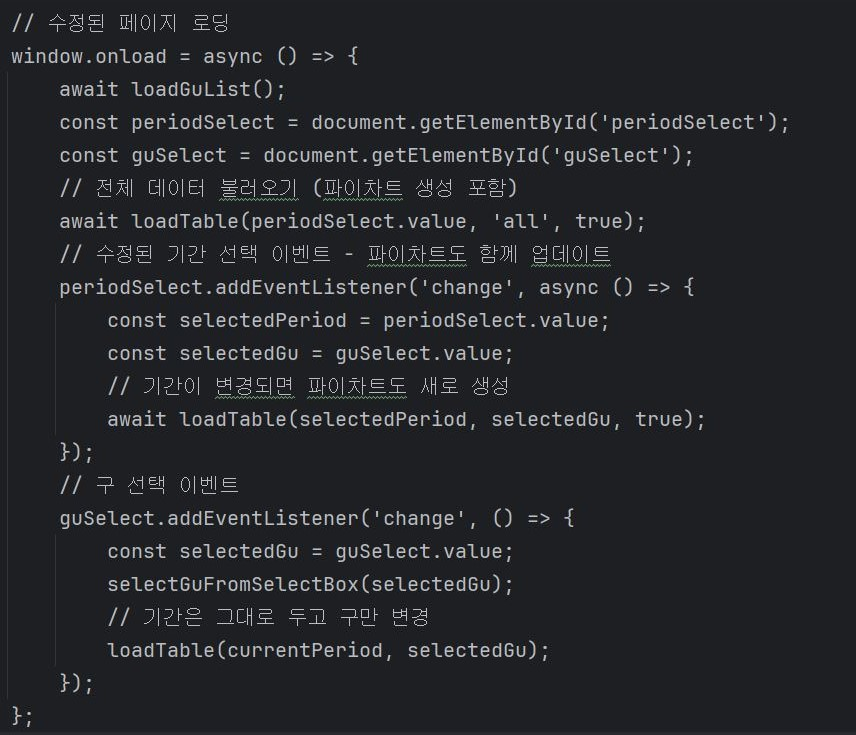 // 수정된 페이지 로딩
window.onload = async () => {
    await loadGuList();
    const periodSelect = document.getElementById('periodSelect');
    const guSelect = document.getElementById('guSelect');
    // 전체 데이터 불러오기 (파이차트 생성 포함)
    await loadTable(periodSelect.value, 'all', true);
    // 수정된 기간 선택 이벤트 - 파이차트도 함께 업데이트
    periodSelect.addEventListener('change', async () => {
        const selectedPeriod = periodSelect.value;
        const selectedGu = guSelect.value;
        // 기간이 변경되면 파이차트도 새로 생성
        await loadTable(selectedPeriod, selectedGu, true);
    });
    // 구 선택 이벤트
    guSelect.addEventListener('change', () => {
        const selectedGu = guSelect.value;
        selectGuFromSelectBox(selectedGu);
        // 기간은 그대로 두고 구만 변경
        loadTable(currentPeriod, selectedGu);
    });
};